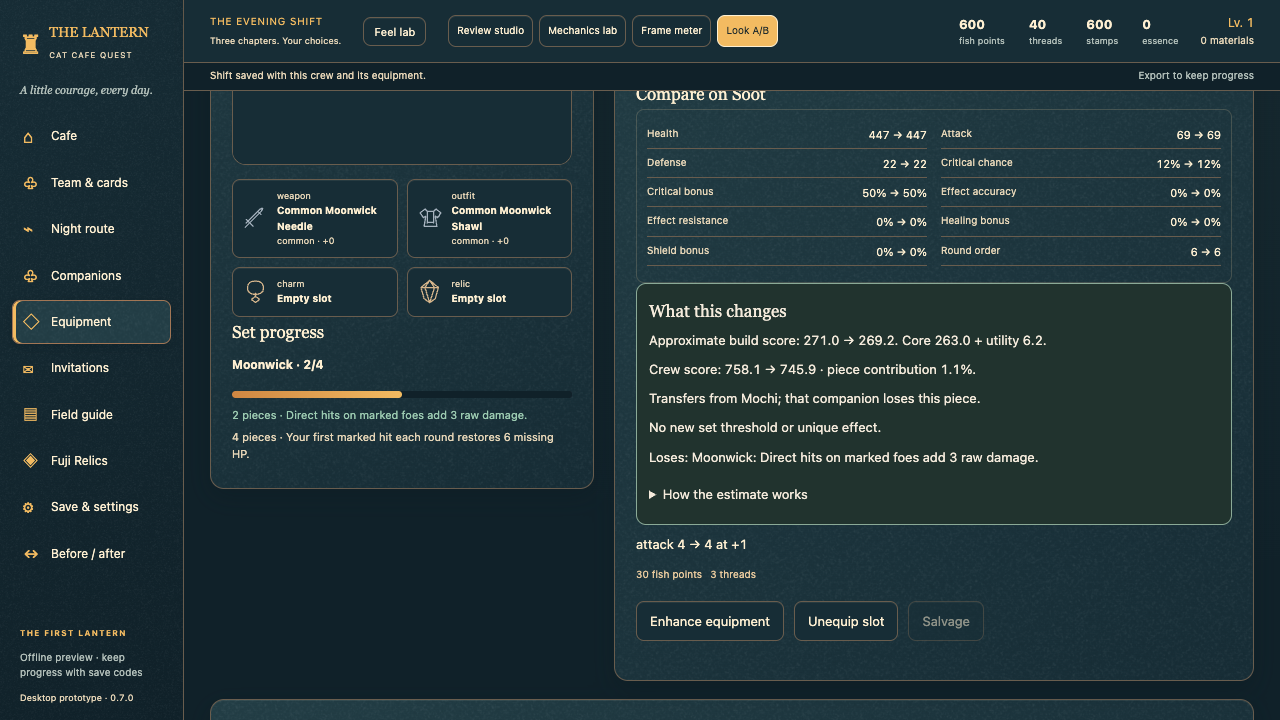 THE LANTERN
CAT CAFE QUEST
A little courage, every day.
Cafe
Team & cards
Night route
Companions
Equipment
Invitations
Field guide
Fuji Relics
Save & settings
Before / after
THE FIRST LANTERN
Offline preview · keep
progress with save codes
Desktop prototype · 0.7.0
THE EVENING SHIFT
Three chapters. Your choices.
Feel lab
Review studio
Mechanics lab
Frame meter
Look A/B
600
fish points
40
threads
600
stamps
0
essence
Lv. 1
0 materials
Shift saved with this crew and its equipment.
Export to keep progress
weapon
Common Moonwick
Needle
common · +0
outfit
Common Moonwick
Shawl
common · +0
charm
Empty slot
relic
Empty slot
Set progress
Moonwick · 2/4
2 pieces · Direct hits on marked foes add 3 raw damage.
4 pieces · Your first marked hit each round restores 6 missing
HP.
Compare on Soot
Health 447 → 447
Attack 69 → 69
Defense 22 → 22
Critical chance 12% → 12%
Critical bonus 50% → 50%
Effect accuracy 0% → 0%
Effect resistance 0% → 0%
Healing bonus 0% → 0%
Shield bonus 0% → 0%
Round order 6 → 6
What this changes
Approximate build score: 271.0 → 269.2. Core 263.0 + utility 6.2.
Crew score: 758.1 → 745.9 · piece contribution 1.1%.
Transfers from Mochi; that companion loses this piece.
No new set threshold or unique effect.
Loses: Moonwick: Direct hits on marked foes add 3 raw damage.
How the estimate works
attack 4 → 4 at +1
30 fish points 3 threads
Enhance equipment
Unequip slot
Salvage